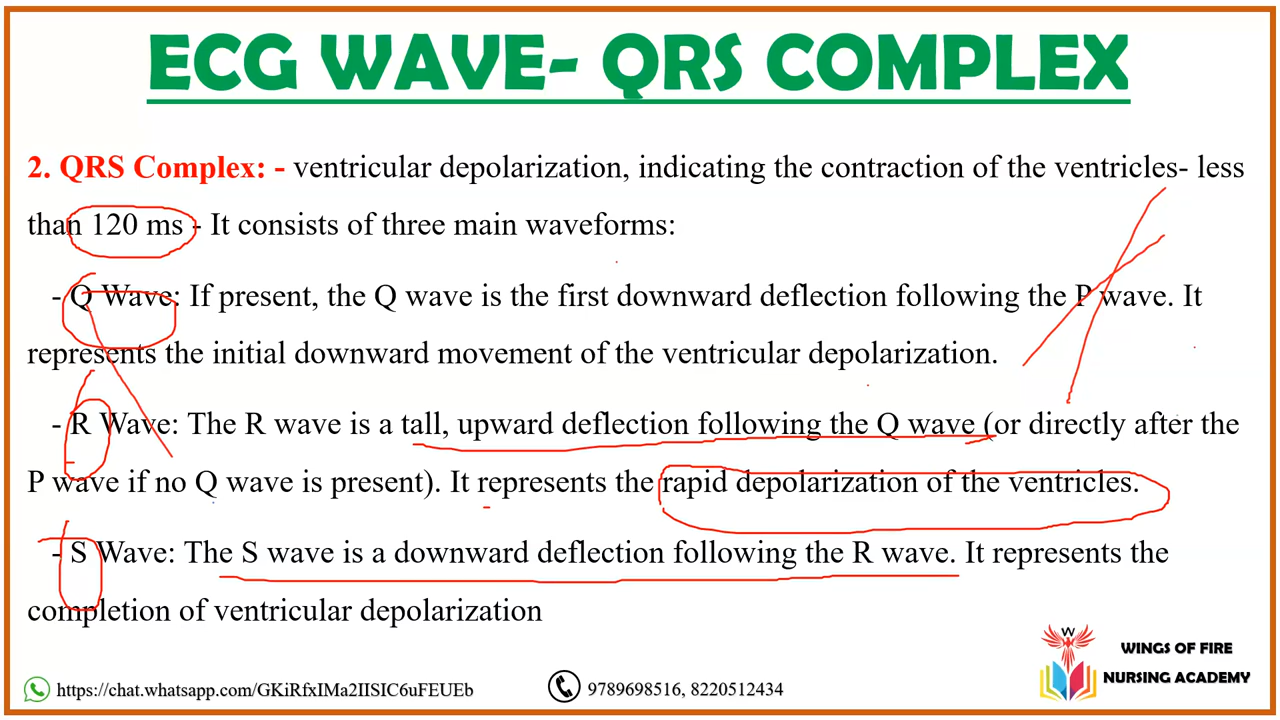 ECG WAVE- QRS COMPLEX
2. QRS Complex: - ventricular depolarization, indicating the contraction of the ventricles- less
than 120 ms - It consists of three main waveforms:
- Q Wave: If present, the Q wave is the first downward deflection following the P wave. It
represents the initial downward movement of the ventricular depolarization.
- R Wave: The R wave is a tall, upward deflection following the Q wave (or directly after the
P wave if no Q wave is present). It represents the rapid depolarization of the ventricles.
- S Wave: The S wave is a downward deflection following the R wave. It represents the
completion of ventricular depolarization
W
WINGS OF FIRE
NURSING ACADEMY
https://chat.whatsapp.com/GKiRfxIMa2IISIC6uFEUEb
9789698516, 8220512434